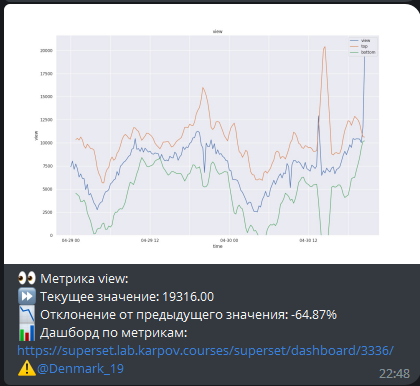 view
view
top
bottom
20000
17500
15000
12500
10000
7500
5000
2500
0
view
04-29 00
04-29 12
04-30 00
04-30 12
time
👀 Метрика view:
⏩ Текущее значение: 19316.00
📉 Отклонение от предыдущего значения: -64.87%
📊 Дашборд по метрикам:
https://superset.lab.karpov.courses/superset/dashboard/3336/
⚠️@Denmark_19
22:48